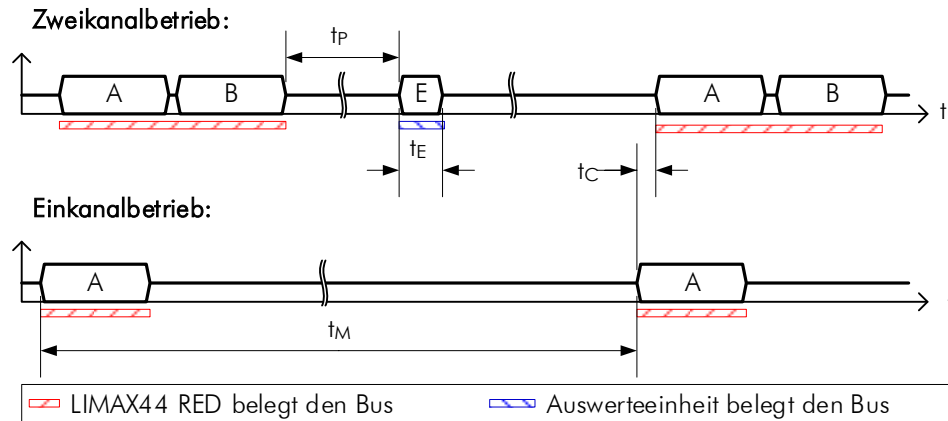 Zweikanalbetrieb:
tP
A
B
E
A
B
t
tE
tC
Einkanalbetrieb:
A
A
tM
LIMAX44 RED belegt den Bus
Auswerteeinheit belegt den Bus